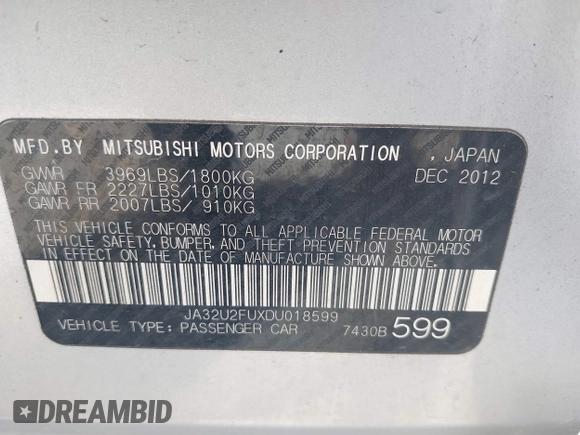 MFD.BY MITSUBISHI MOTORS CORPORATION , JAPAN
GVWR 3969LBS/1800KG DEC 2012
GAWR FR 2227LBS/1010KG
GAWR RR 2007LBS/ 910KG
THIS VEHICLE CONFORMS TO ALL APPLICABLE FEDERAL MOTOR
VEHICLE SAFETY, BUMPER, AND THEFT PREVENTION STANDARDS
IN EFFECT ON THE DATE OF MANUFACTURE SHOWN ABOVE.
JA32U2FUXDU018599
VEHICLE TYPE: PASSENGER CAR 7430B 599
DREAMBID